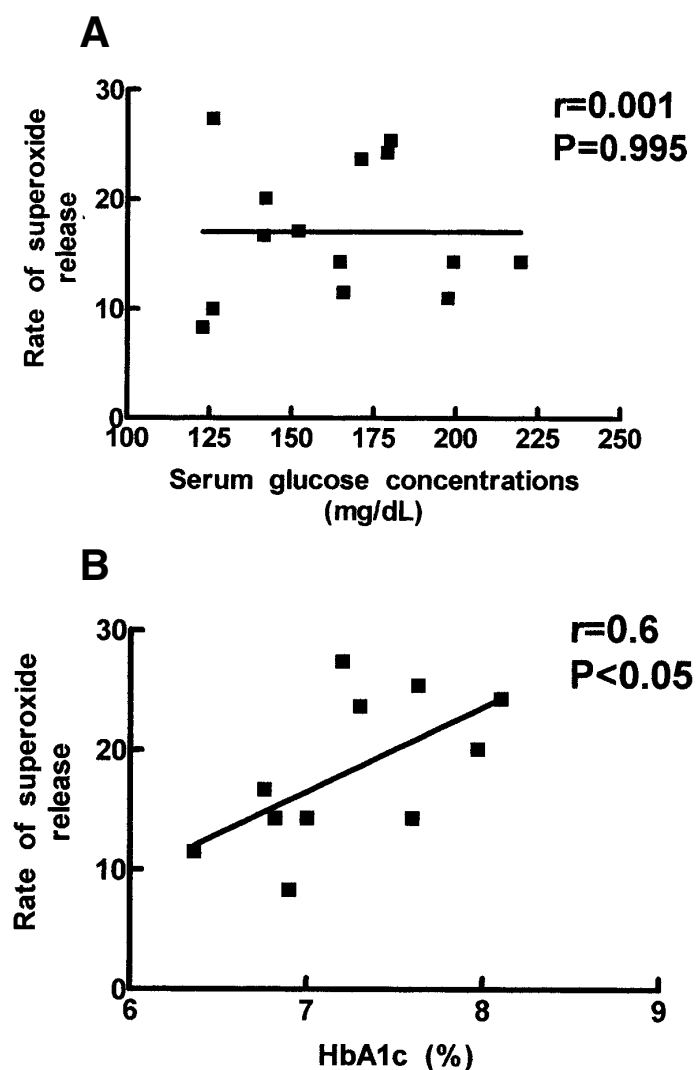 A
r=0.001
P=0.995
30
20
10
0
Rate of superoxide
release
100 125 150 175 200 225 250
Serum glucose concentrations
(mg/dL)
B
r=0.6
P<0.05
30
20
10
0
Rate of superoxide
release
6 7 8 9
HbA1c (%)